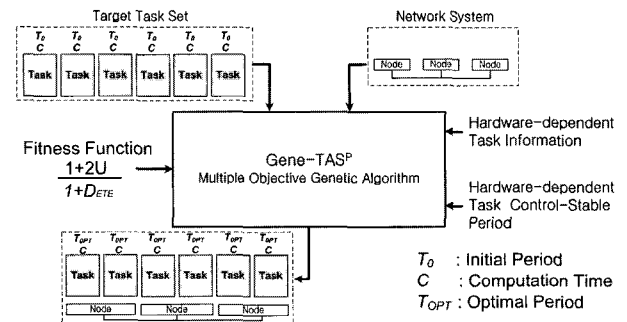 Target Task Set
T0 T0 T0 T0 T0 T0
C C C C C C
Task Task Task Task Task Task
Network System
Node Node Node
Fitness Function
1+2U
1+DETE
Gene-TASP
Multiple Objective Genetic Algorithm
Hardware-dependent
Task Information
Hardware-dependent
Task Control-Stable
Period
TOPT TOPT TOPT TOPT TOPT TOPT
C C C C C C
Task Task Task Task Task Task
Node Node Node
T0 : Initial Period
C : Computation Time
TOPT : Optimal Period